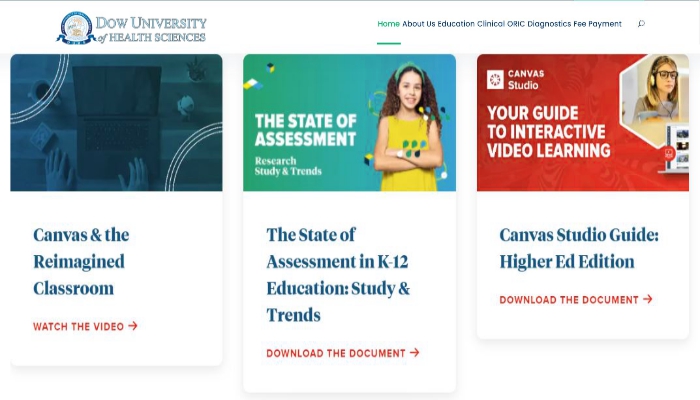 DOW UNIVERSITY
of HEALTH SCIENCES
Home About Us Education Clinical ORIC Diagnostics Fee Payment
THE STATE OF
ASSESSMENT
Research
Study & Trends
CANVAS
Studio
YOUR GUIDE
TO INTERACTIVE
VIDEO LEARNING
Canvas & the
Reimagined
Classroom
WATCH THE VIDEO →
The State of
Assessment in K-12
Education: Study &
Trends
DOWNLOAD THE DOCUMENT →
Canvas Studio Guide:
Higher Ed Edition
DOWNLOAD THE DOCUMENT →